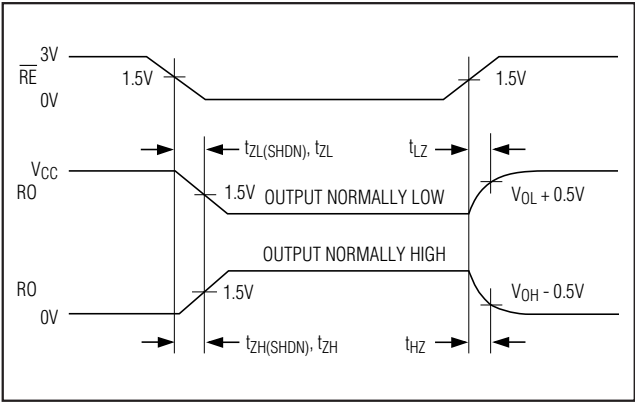 3V
R̅E̅
1.5V
1.5V
0V
tZL(SHDN), tZL
tLZ
VCC
RO
1.5V
OUTPUT NORMALLY LOW
VOL + 0.5V
OUTPUT NORMALLY HIGH
RO
1.5V
VOH - 0.5V
0V
tZH(SHDN), tZH
tHZ